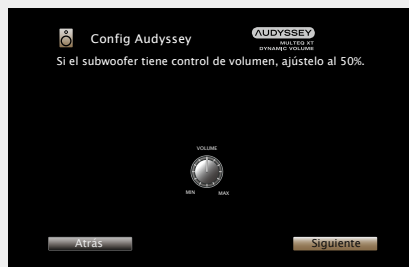 Config Audyssey
AUDYSSEY
MULTEQ XT
DYNAMIC VOLUME
Si el subwoofer tiene control de volumen, ajústelo al 50%.
VOLUME
MIN MAX
Atrás Siguiente